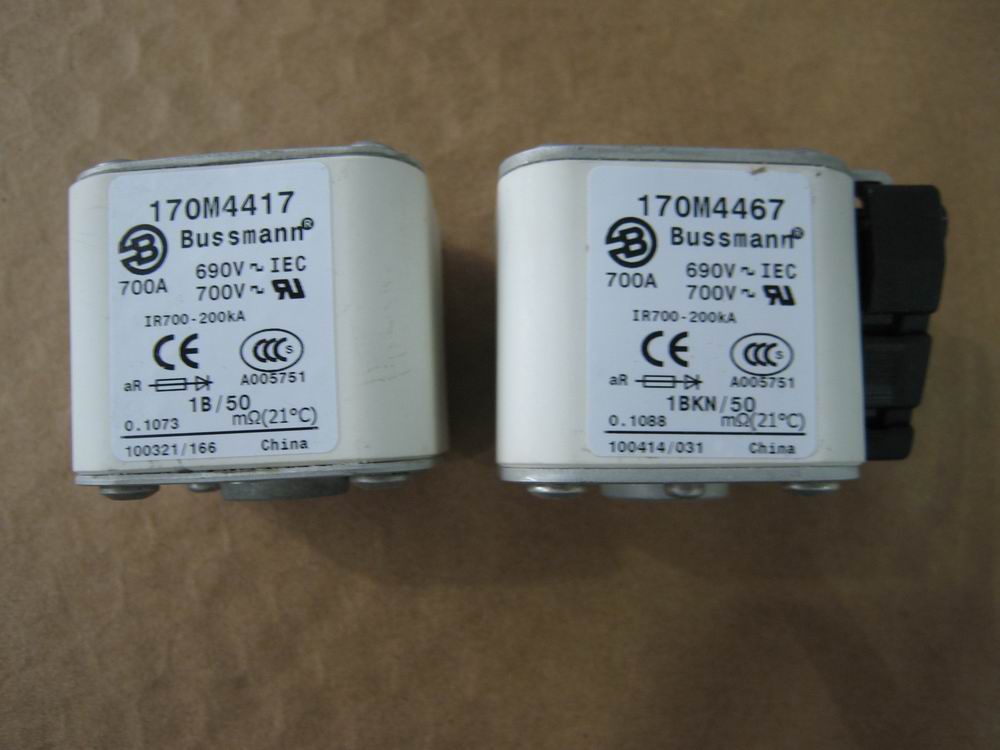 170M4417
Bussmann®
700A
690V ~ IEC
700V ~
IR700-200kA
CE
CCC S
aR
A005751
1B/50
0.1073 mΩ(21°C)
100321/166 China
170M4467
Bussmann®
700A
690V ~ IEC
700V ~
IR700-200kA
CE
CCC S
aR
A005751
1BKN/50
0.1088 mΩ(21°C)
100414/031 China